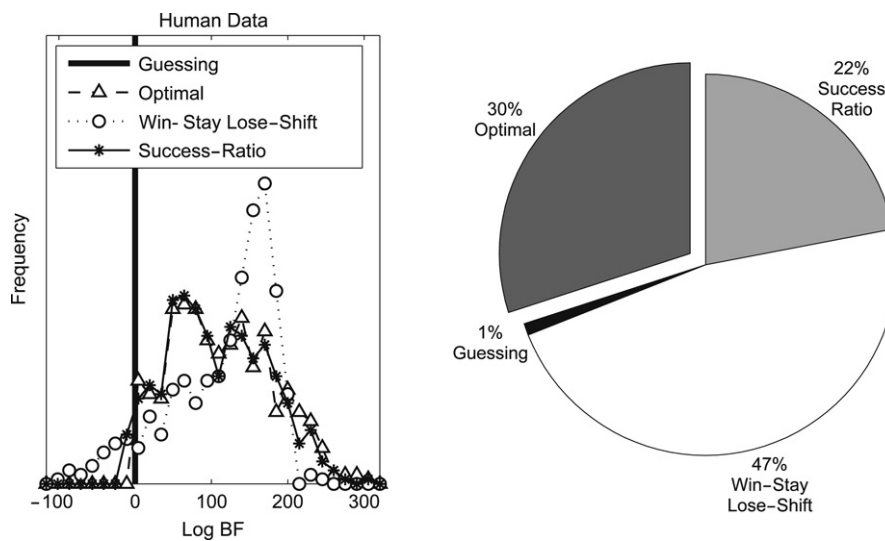 Human Data
Guessing
Optimal
Win- Stay Lose-Shift
Success-Ratio
Frequency
-100
0
100
200
300
Log BF
30%
Optimal
22%
Success
Ratio
1%
Guessing
47%
Win-Stay
Lose-Shift